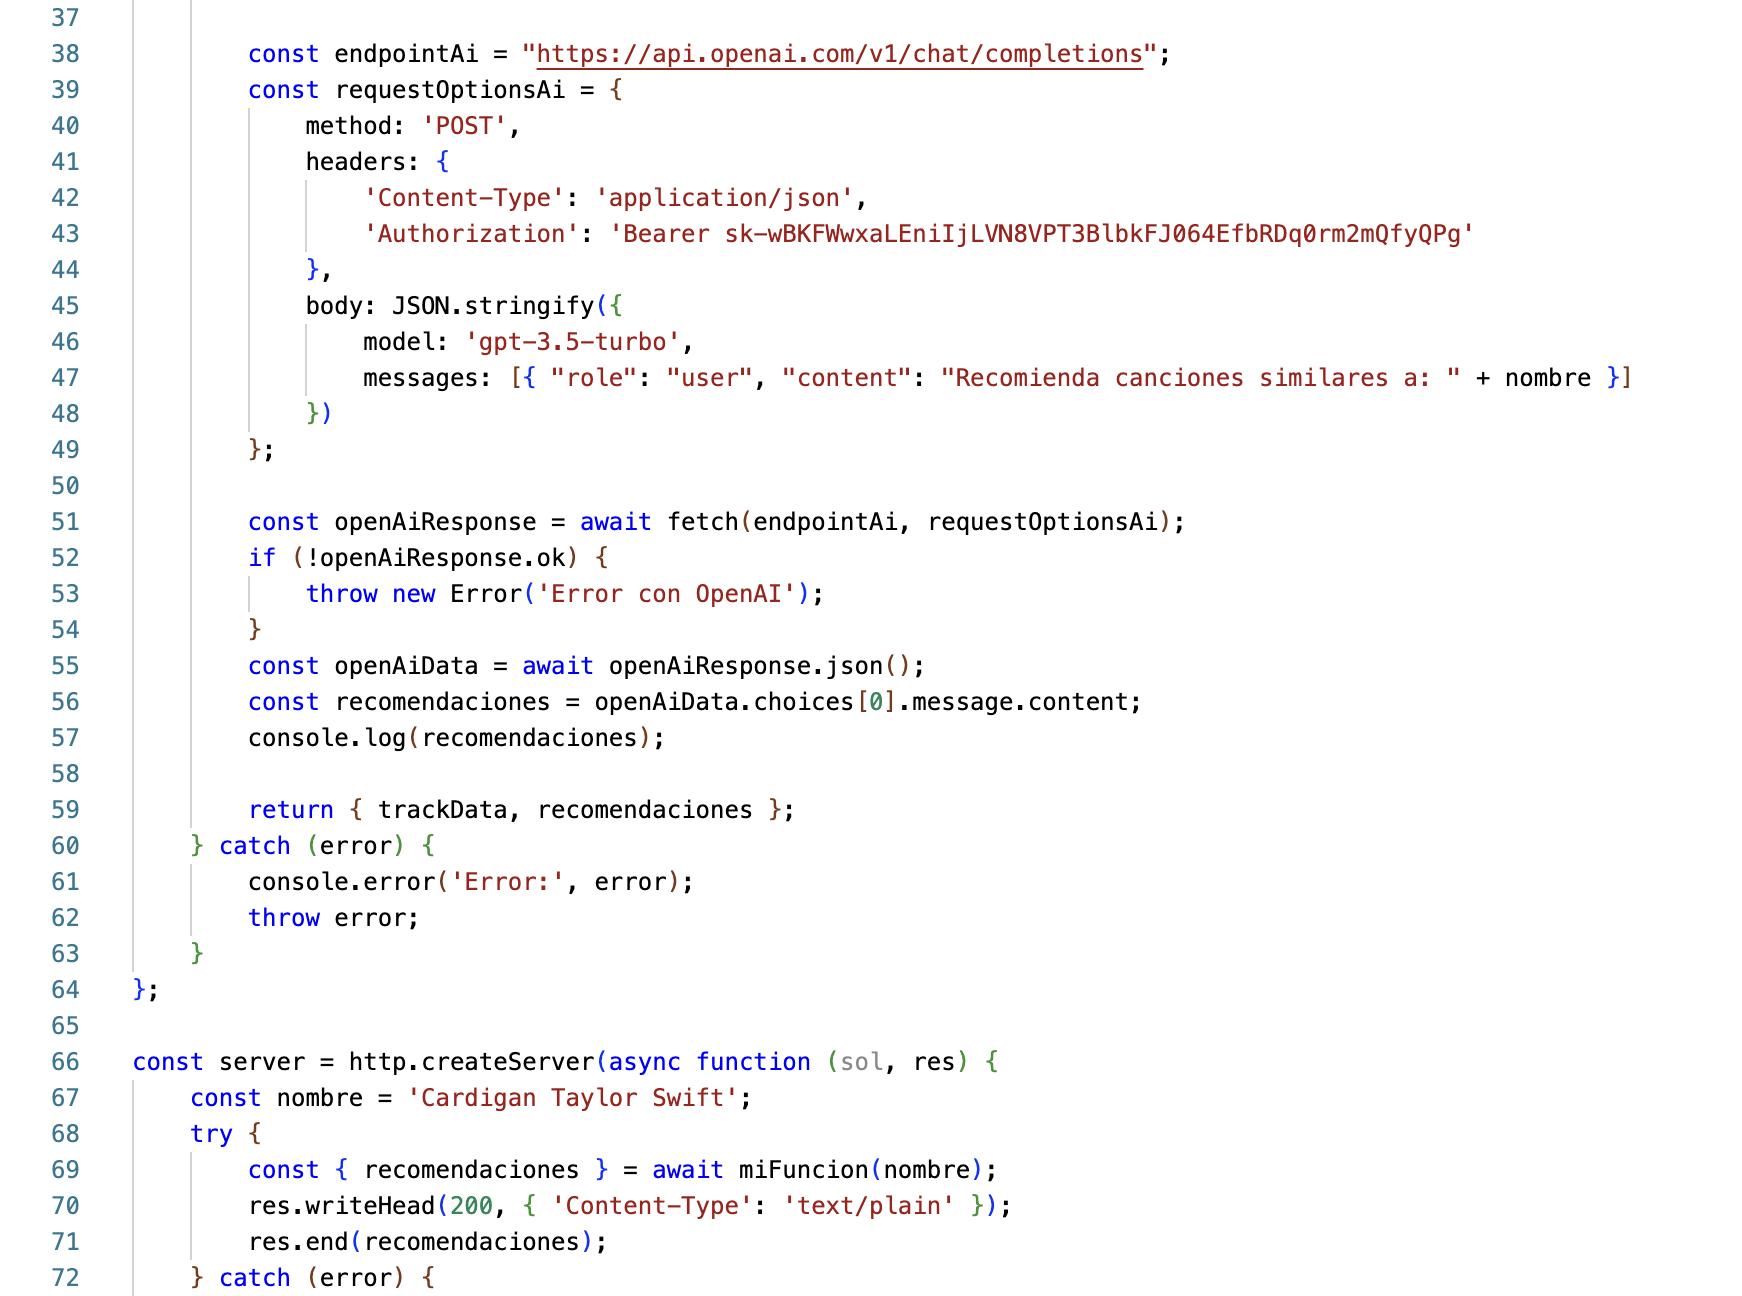 37
38 const endpointAi = "https://api.openai.com/v1/chat/completions";
39 const requestOptionsAi = {
40 method: 'POST',
41 headers: {
42 'Content-Type': 'application/json',
43 'Authorization': 'Bearer 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'
44 },
45 body: JSON.stringify({
46 model: 'gpt-3.5-turbo',
47 messages: [{ "role": "user", "content": "Recomienda canciones similares a: " + nombre }]
48 })
49 };
50
51 const openAiResponse = await fetch(endpointAi, requestOptionsAi);
52 if (!openAiResponse.ok) {
53 throw new Error('Error con OpenAI');
54 }
55 const openAiData = await openAiResponse.json();
56 const recomendaciones = openAiData.choices[0].message.content;
57 console.log(recomendaciones);
58
59 return { trackData, recomendaciones };
60 } catch (error) {
61 console.error('Error:', error);
62 throw error;
63 }
64 };
65
66 const server = http.createServer(async function (sol, res) {
67 const nombre = 'Cardigan Taylor Swift';
68 try {
69 const { recomendaciones } = await miFuncion(nombre);
70 res.writeHead(200, { 'Content-Type': 'text/plain' });
71 res.end(recomendaciones);
72 } catch (error) {